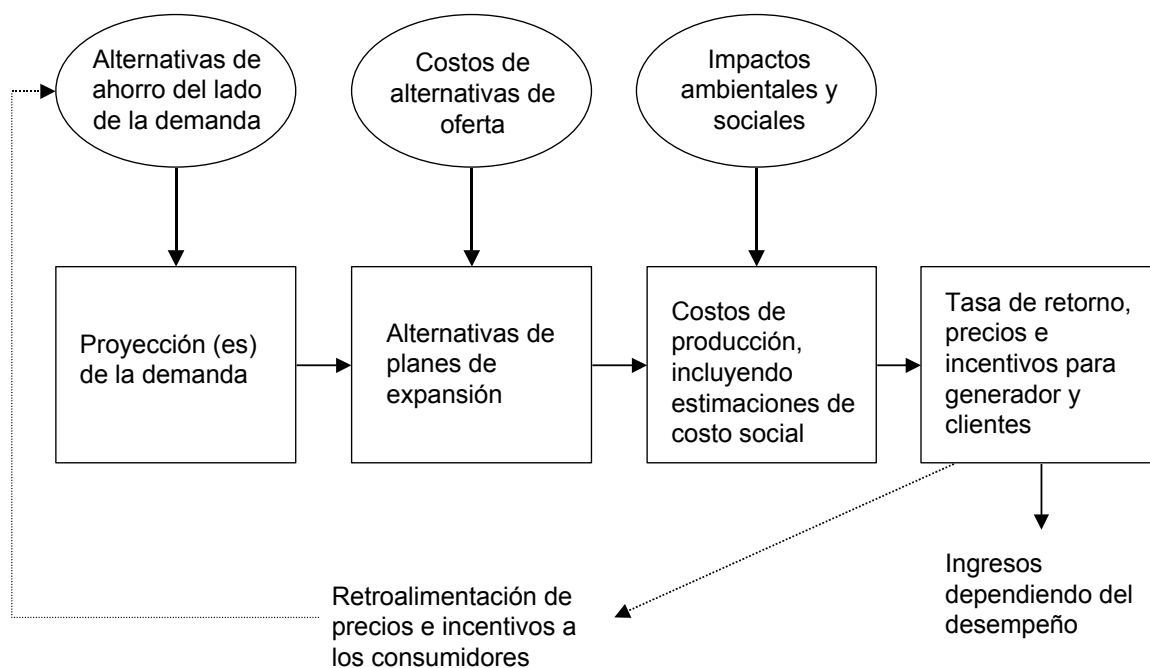 Alternativas de
ahorro del lado
de la demanda
Costos de
alternativas de
oferta
Impactos
ambientales y
sociales
Proyección (es)
de la demanda
Alternativas de
planes de
expansión
Costos de
producción,
incluyendo
estimaciones de
costo social
Tasa de retorno,
precios e
incentivos para
generador y
clientes
Retroalimentación de
precios e incentivos a
los consumidores
Ingresos
dependiendo del
desempeño